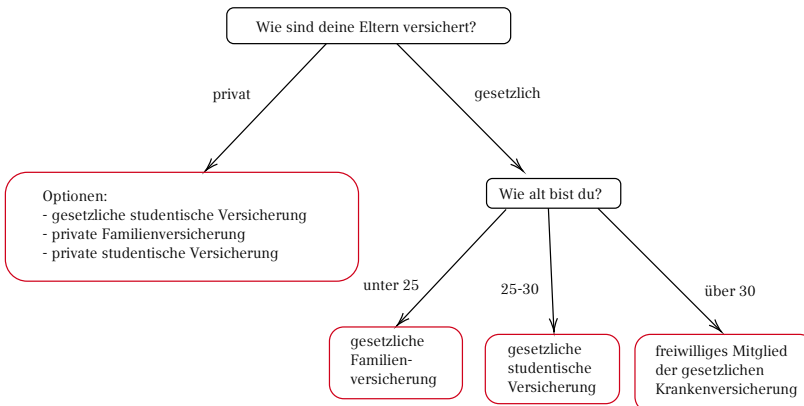 Wie sind deine Eltern versichert?
privat
gesetzlich
Optionen:
- gesetzliche studentische Versicherung
- private Familienversicherung
- private studentische Versicherung
Wie alt bist du?
unter 25
25-30
über 30
gesetzliche
Familien-
versicherung
gesetzliche
studentische
Versicherung
freiwilliges Mitglied
der gesetzlichen
Krankenversicherung